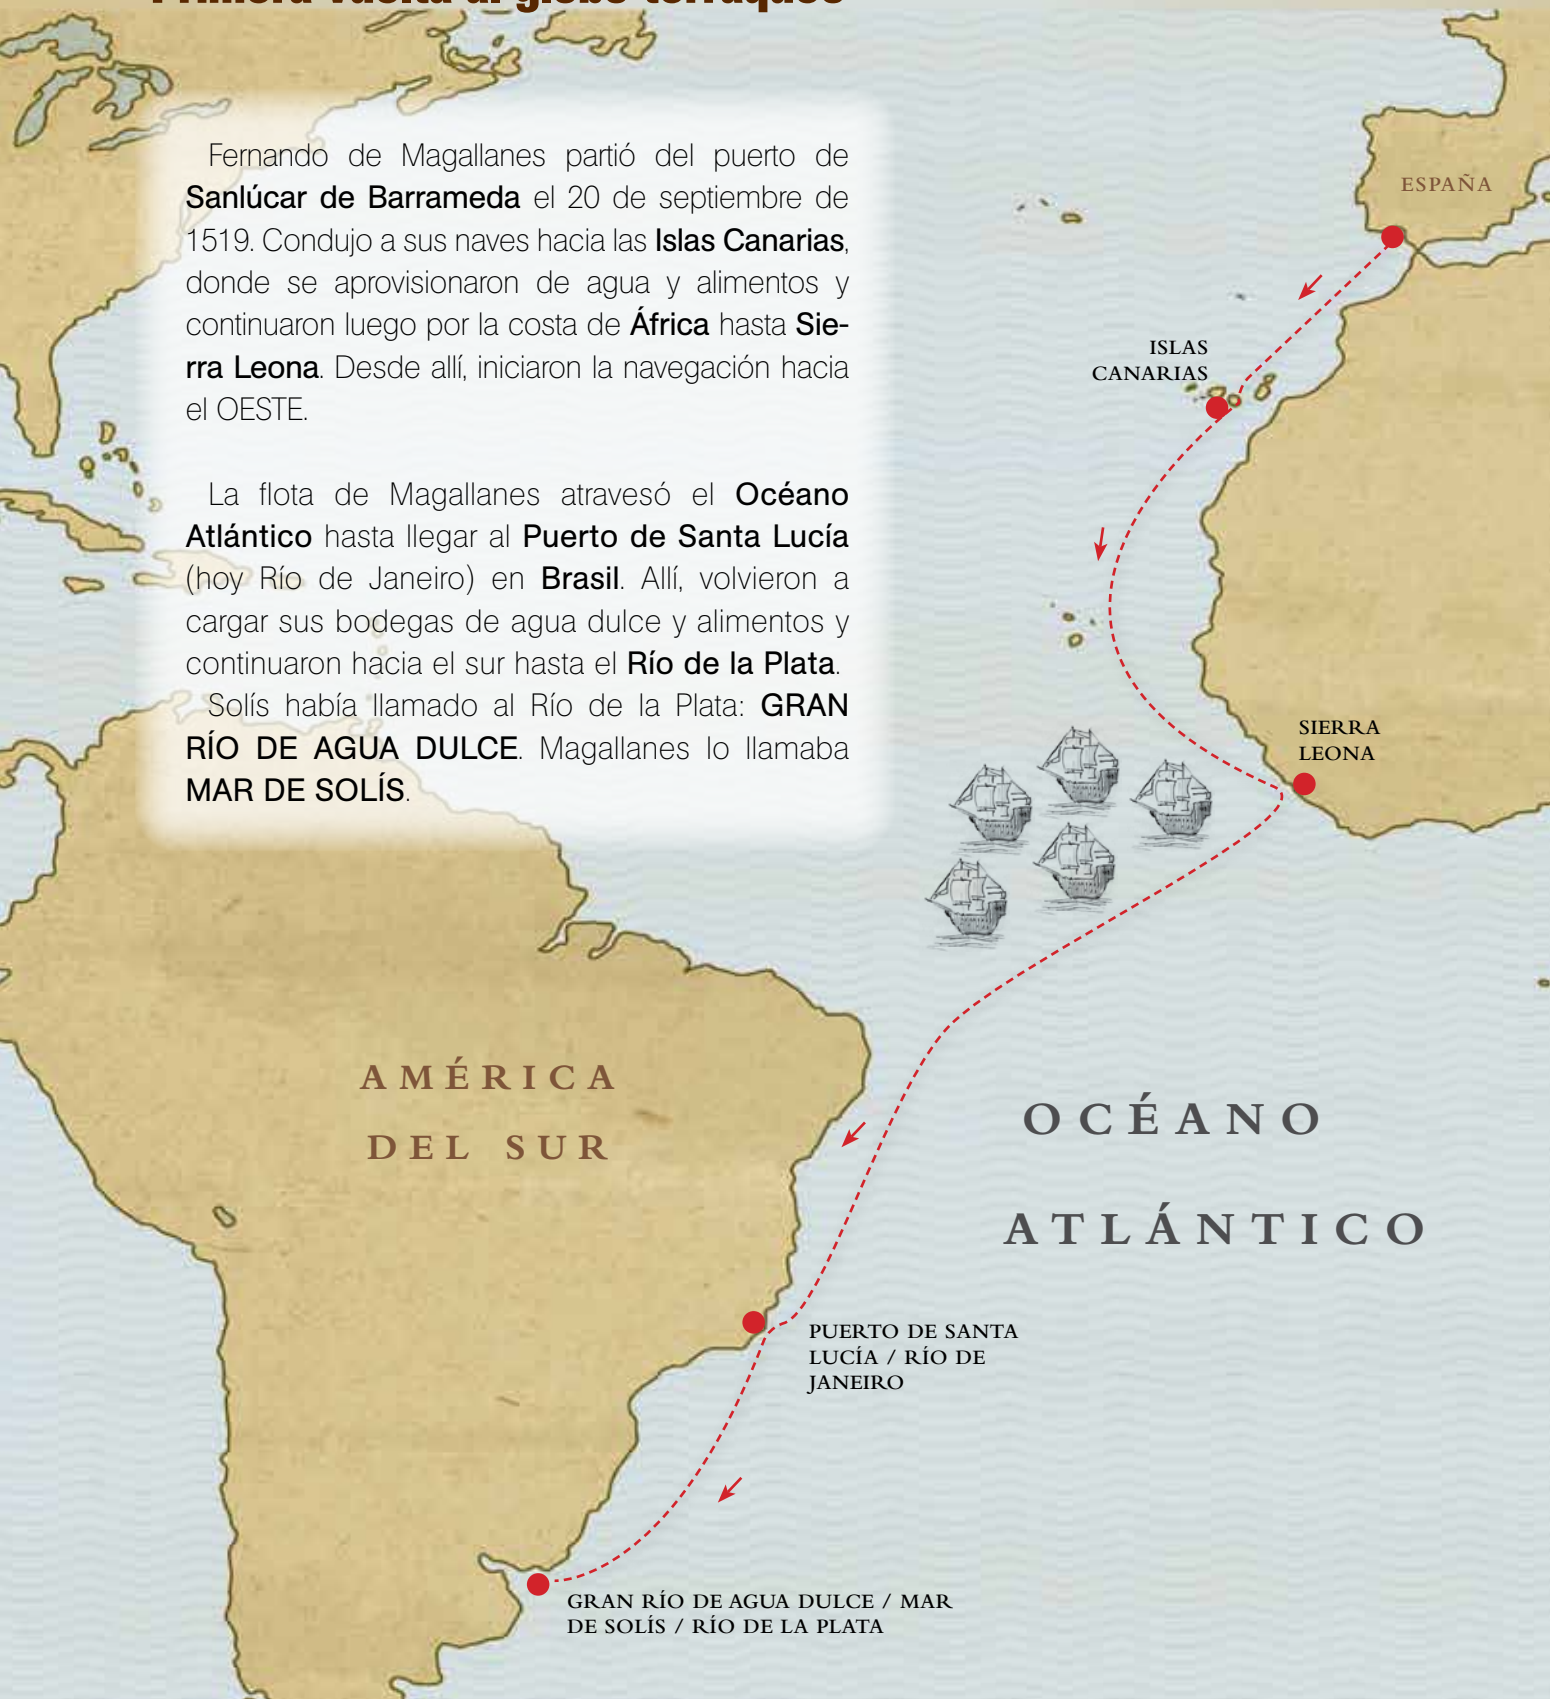 Primera vuelta al globo terráqueo
Fernando de Magallanes partió del puerto de
Sanlúcar de Barrameda el 20 de septiembre de
1519. Condujo a sus naves hacia las Islas Canarias,
donde se aprovisionaron de agua y alimentos y
continuaron luego por la costa de África hasta Sie-
rra Leona. Desde allí, iniciaron la navegación hacia
el OESTE.
La flota de Magallanes atravesó el Océano
Atlántico hasta llegar al Puerto de Santa Lucía
(hoy Río de Janeiro) en Brasil. Allí, volvieron a
cargar sus bodegas de agua dulce y alimentos y
continuaron hacia el sur hasta el Río de la Plata.
Solís había llamado al Río de la Plata: GRAN
RÍO DE AGUA DULCE. Magallanes lo llamaba
MAR DE SOLÍS.
ESPAÑA
ISLAS
CANARIAS
SIERRA
LEONA
AMÉRICA
DEL SUR
OCÉANO
ATLÁNTICO
PUERTO DE SANTA
LUCÍA / RÍO DE
JANEIRO
GRAN RÍO DE AGUA DULCE / MAR
DE SOLÍS / RÍO DE LA PLATA